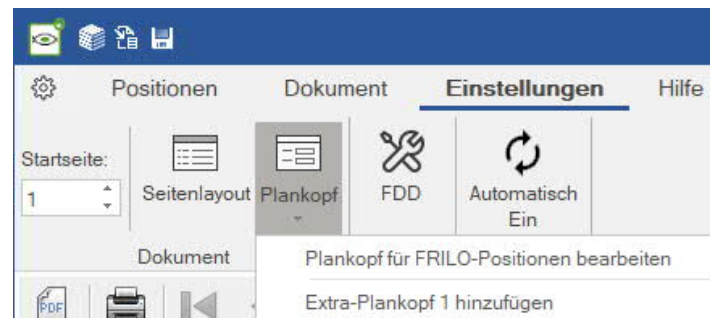 Positionen Dokument Einstellungen Hilfe
Startseite:
1
Seitenlayout Plankopf FDD Automatisch
Ein
Dokument
Plankopf für FRILO-Positionen bearbeiten
Extra-Plankopf 1 hinzufügen
PDF